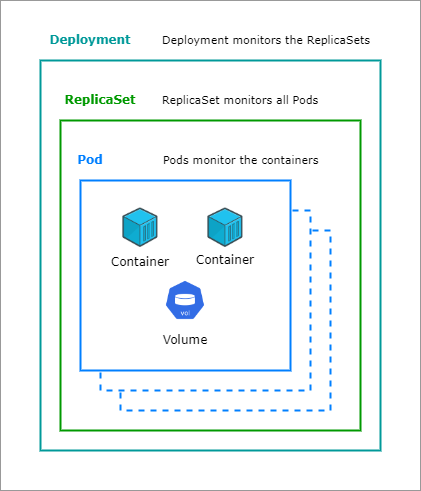 Deployment Deployment monitors the ReplicaSets
ReplicaSet ReplicaSet monitors all Pods
Pod Pods monitor the containers
Container Container
vol
Volume